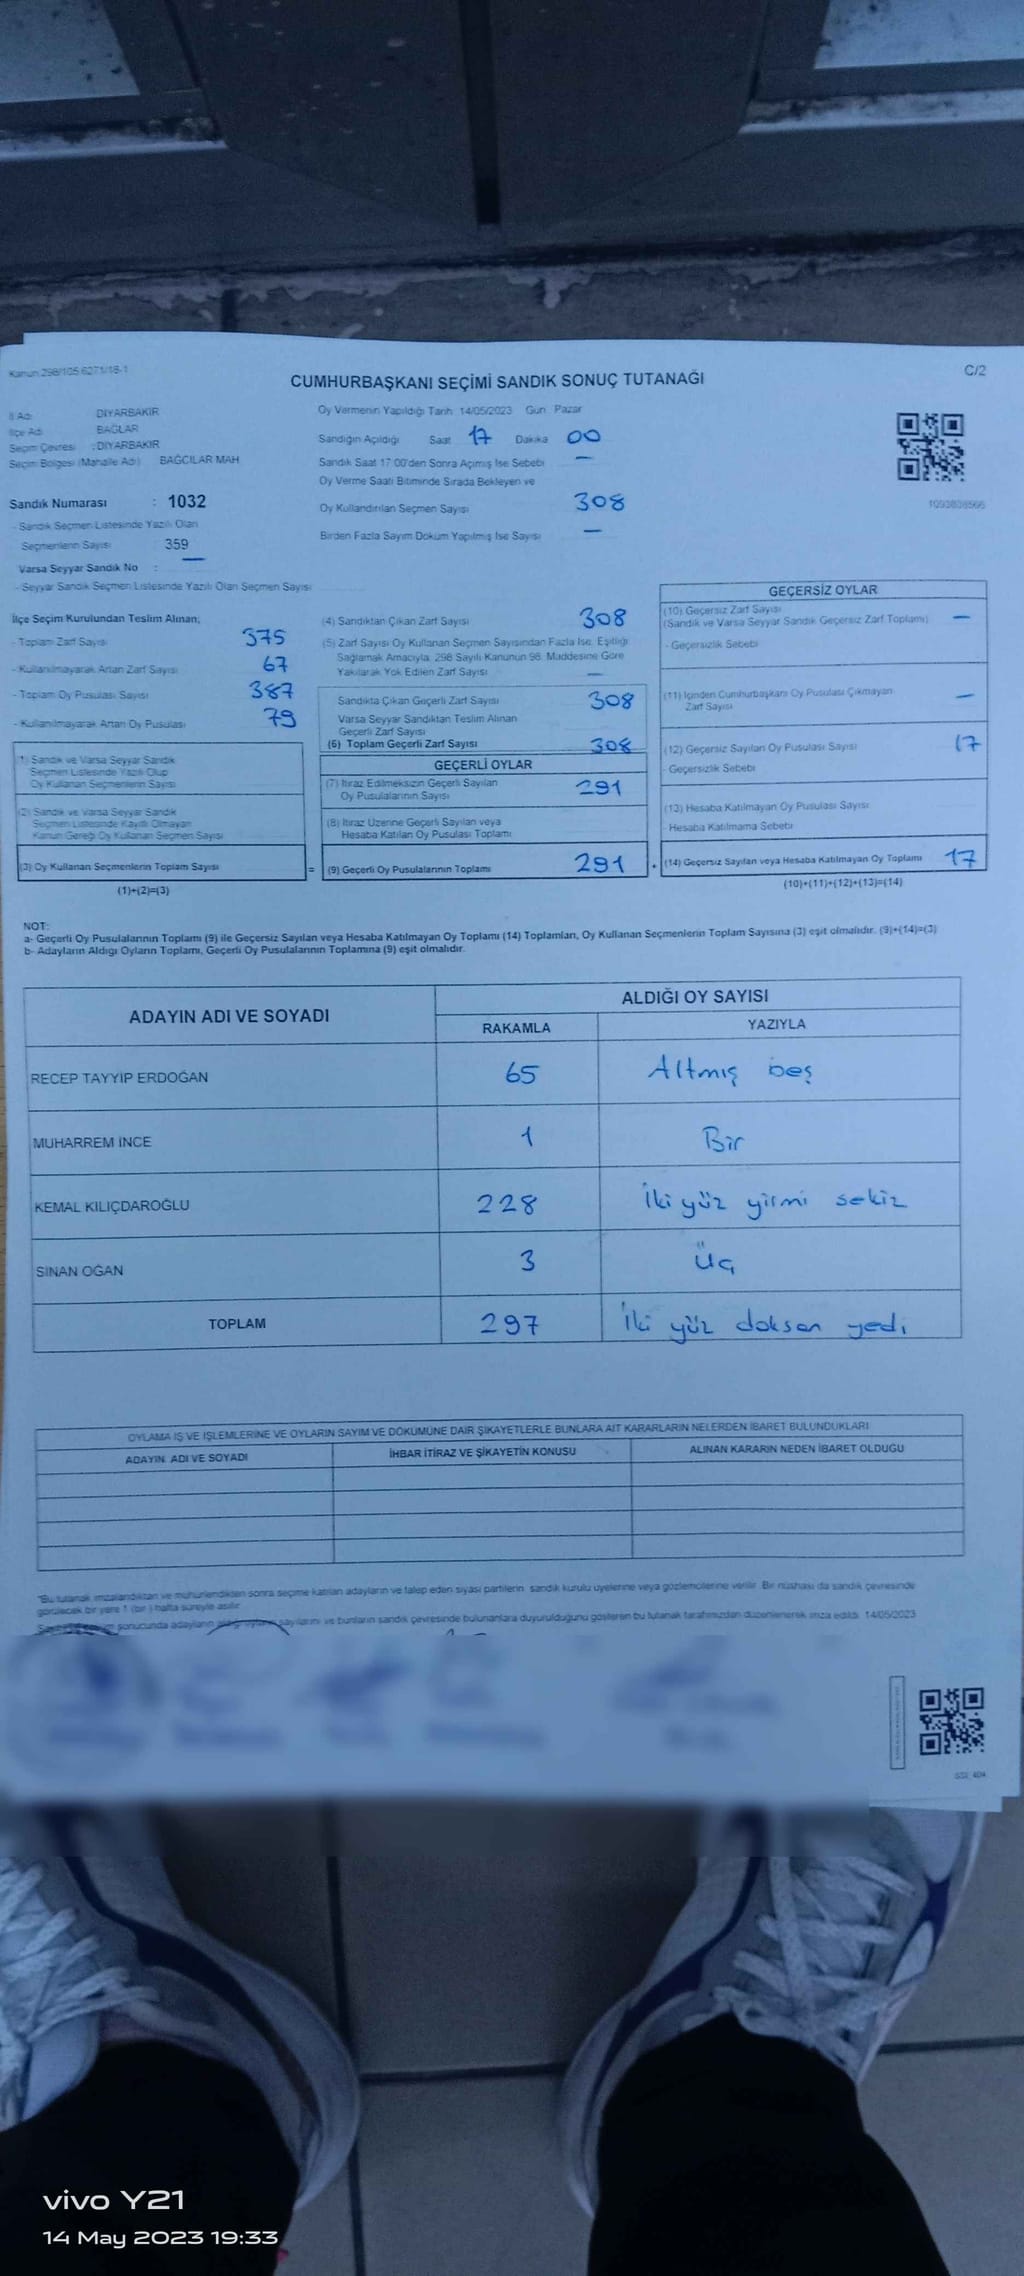 Kanun 298/105 6271/18-1
C/2
CUMHURBAŞKANI SEÇİMİ SANDIK SONUÇ TUTANAĞI
İl Adı DİYARBAKIR
İlçe Adı BAĞLAR
Seçim Çevresi : DİYARBAKIR
Seçim Bölgesi (Mahalle Adı) BAĞCILAR MAH
Sandık Numarası : 1032
- Sandık Seçmen Listesinde Yazılı Olan
Seçmenlerin Sayısı 359
Varsa Seyyar Sandık No : —
- Seyyar Sandık Seçmen Listesinde Yazılı Olan Seçmen Sayısı
Oy Vermenin Yapıldığı Tarih 14/05/2023 Gün Pazar
Sandığın Açıldığı Saat 17 Dakika 00
Sandık Saat 17:00'den Sonra Açılmış İse Sebebi —
Oy Verme Saati Bitiminde Sırada Bekleyen ve
Oy Kullandırılan Seçmen Sayısı 308
Birden Fazla Sayım Döküm Yapılmış İse Sayısı —
İlçe Seçim Kurulundan Teslim Alınan;
- Toplam Zarf Sayısı 375
- Kullanılmayarak Artan Zarf Sayısı 67
- Toplam Oy Pusulası Sayısı 387
- Kullanılmayarak Artan Oy Pusulası 79
(1) Sandık ve Varsa Seyyar Sandık
Seçmen Listesinde Yazılı Olup
Oy Kullanan Seçmenlerin Sayısı
(2) Sandık ve Varsa Seyyar Sandık
Seçmen Listesinde Kayıtlı Olmayan
Kanun Gereği Oy Kullanan Seçmen Sayısı
(3) Oy Kullanan Seçmenlerin Toplam Sayısı
(1)+(2)=(3)
(4) Sandıktan Çıkan Zarf Sayısı 308
(5) Zarf Sayısı Oy Kullanan Seçmen Sayısından Fazla İse, Eşitliği
Sağlamak Amacıyla, 298 Sayılı Kanunun 98. Maddesine Göre
Yakılarak Yok Edilen Zarf Sayısı —
Sandıkta Çıkan Geçerli Zarf Sayısı 308
Varsa Seyyar Sandıktan Teslim Alınan
Geçerli Zarf Sayısı
(6) Toplam Geçerli Zarf Sayısı 308
GEÇERLİ OYLAR
(7) İtiraz Edilmeksizin Geçerli Sayılan
Oy Pusulalarının Sayısı 291
(8) İtiraz Üzerine Geçerli Sayılan veya
Hesaba Katılan Oy Pusulası Toplamı
= (9) Geçerli Oy Pusulalarının Toplamı 291
GEÇERSİZ OYLAR
(10) Geçersiz Zarf Sayısı
(Sandık ve Varsa Seyyar Sandık Geçersiz Zarf Toplamı) —
- Geçersizlik Sebebi
(11) İçinden Cumhurbaşkanı Oy Pusulası Çıkmayan
Zarf Sayısı —
(12) Geçersiz Sayılan Oy Pusulası Sayısı 17
- Geçersizlik Sebebi
(13) Hesaba Katılmayan Oy Pusulası Sayısı
- Hesaba Katılmama Sebebi
(14) Geçersiz Sayılan veya Hesaba Katılmayan Oy Toplamı 17
(10)+(11)+(12)+(13)=(14)
NOT:
a- Geçerli Oy Pusulalarının Toplamı (9) ile Geçersiz Sayılan veya Hesaba Katılmayan Oy Toplamı (14) Toplamları, Oy Kullanan Seçmenlerin Toplam Sayısına (3) eşit olmalıdır. (9)+(14)=(3)
b- Adayların Aldığı Oyların Toplamı, Geçerli Oy Pusulalarının Toplamına (9) eşit olmalıdır.
ADAYIN ADI VE SOYADI ALDIĞI OY SAYISI
RAKAMLA YAZIYLA
RECEP TAYYİP ERDOĞAN 65 Altmış beş
MUHARREM İNCE 1 Bir
KEMAL KILIÇDAROĞLU 228 İki yüz yirmi sekiz
SİNAN OĞAN 3 Üç
TOPLAM 297 İki yüz doksan yedi
OYLAMA İŞ VE İŞLEMLERİNE VE OYLARIN SAYIM VE DÖKÜMÜNE DAİR ŞİKAYETLERLE BUNLARA AİT KARARLARIN NELERDEN İBARET BULUNDUKLARI
ADAYIN ADI VE SOYADI İHBAR İTİRAZ VE ŞİKAYETİN KONUSU ALINAN KARARIN NEDEN İBARET OLDUĞU
"Bu tutanak imzalandıktan ve mühürlendikten sonra seçime katılan adayların ve talep eden siyasi partilerin sandık kurulu üyelerine veya gözlemcilerine verilir. Bir nüshası da sandık çevresinde
görülecek bir yere 1 (bir) hafta süreyle asılır.
sonucunda adayların sayılarını ve bunların sandık çevresinde bulunanlara duyurulduğunu gösteren bu tutanak tarafımızdan düzenlenerek imza edildi. 14/05/2023
vivo Y21
14 May 2023 19:33